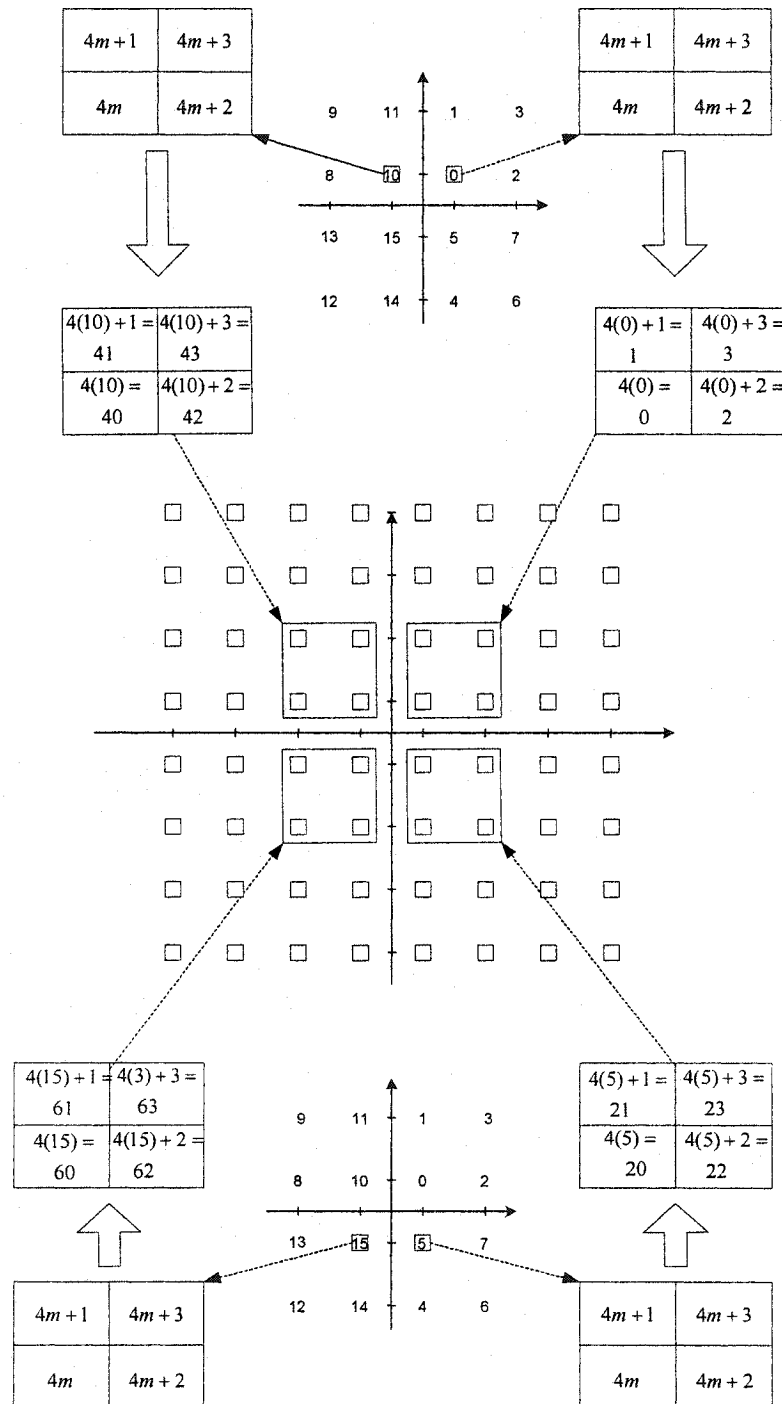 4m + 1 4m + 3
4m 4m + 2
4m + 1 4m + 3
4m 4m + 2
9 11 1 3
8 10 0 2
13 15 5 7
12 14 4 6
4(10) + 1 = 4(10) + 3 =
41 43
4(10) = 4(10) + 2 =
40 42
4(0) + 1 = 4(0) + 3 =
1 3
4(0) = 4(0) + 2 =
0 2
4(15) + 1 = 4(3) + 3 =
61 63
4(15) = 4(15) + 2 =
60 62
9 11 1 3
8 10 0 2
13 15 5 7
12 14 4 6
4(5) + 1 = 4(5) + 3 =
21 23
4(5) = 4(5) + 2 =
20 22
4m + 1 4m + 3
4m 4m + 2
4m + 1 4m + 3
4m 4m + 2